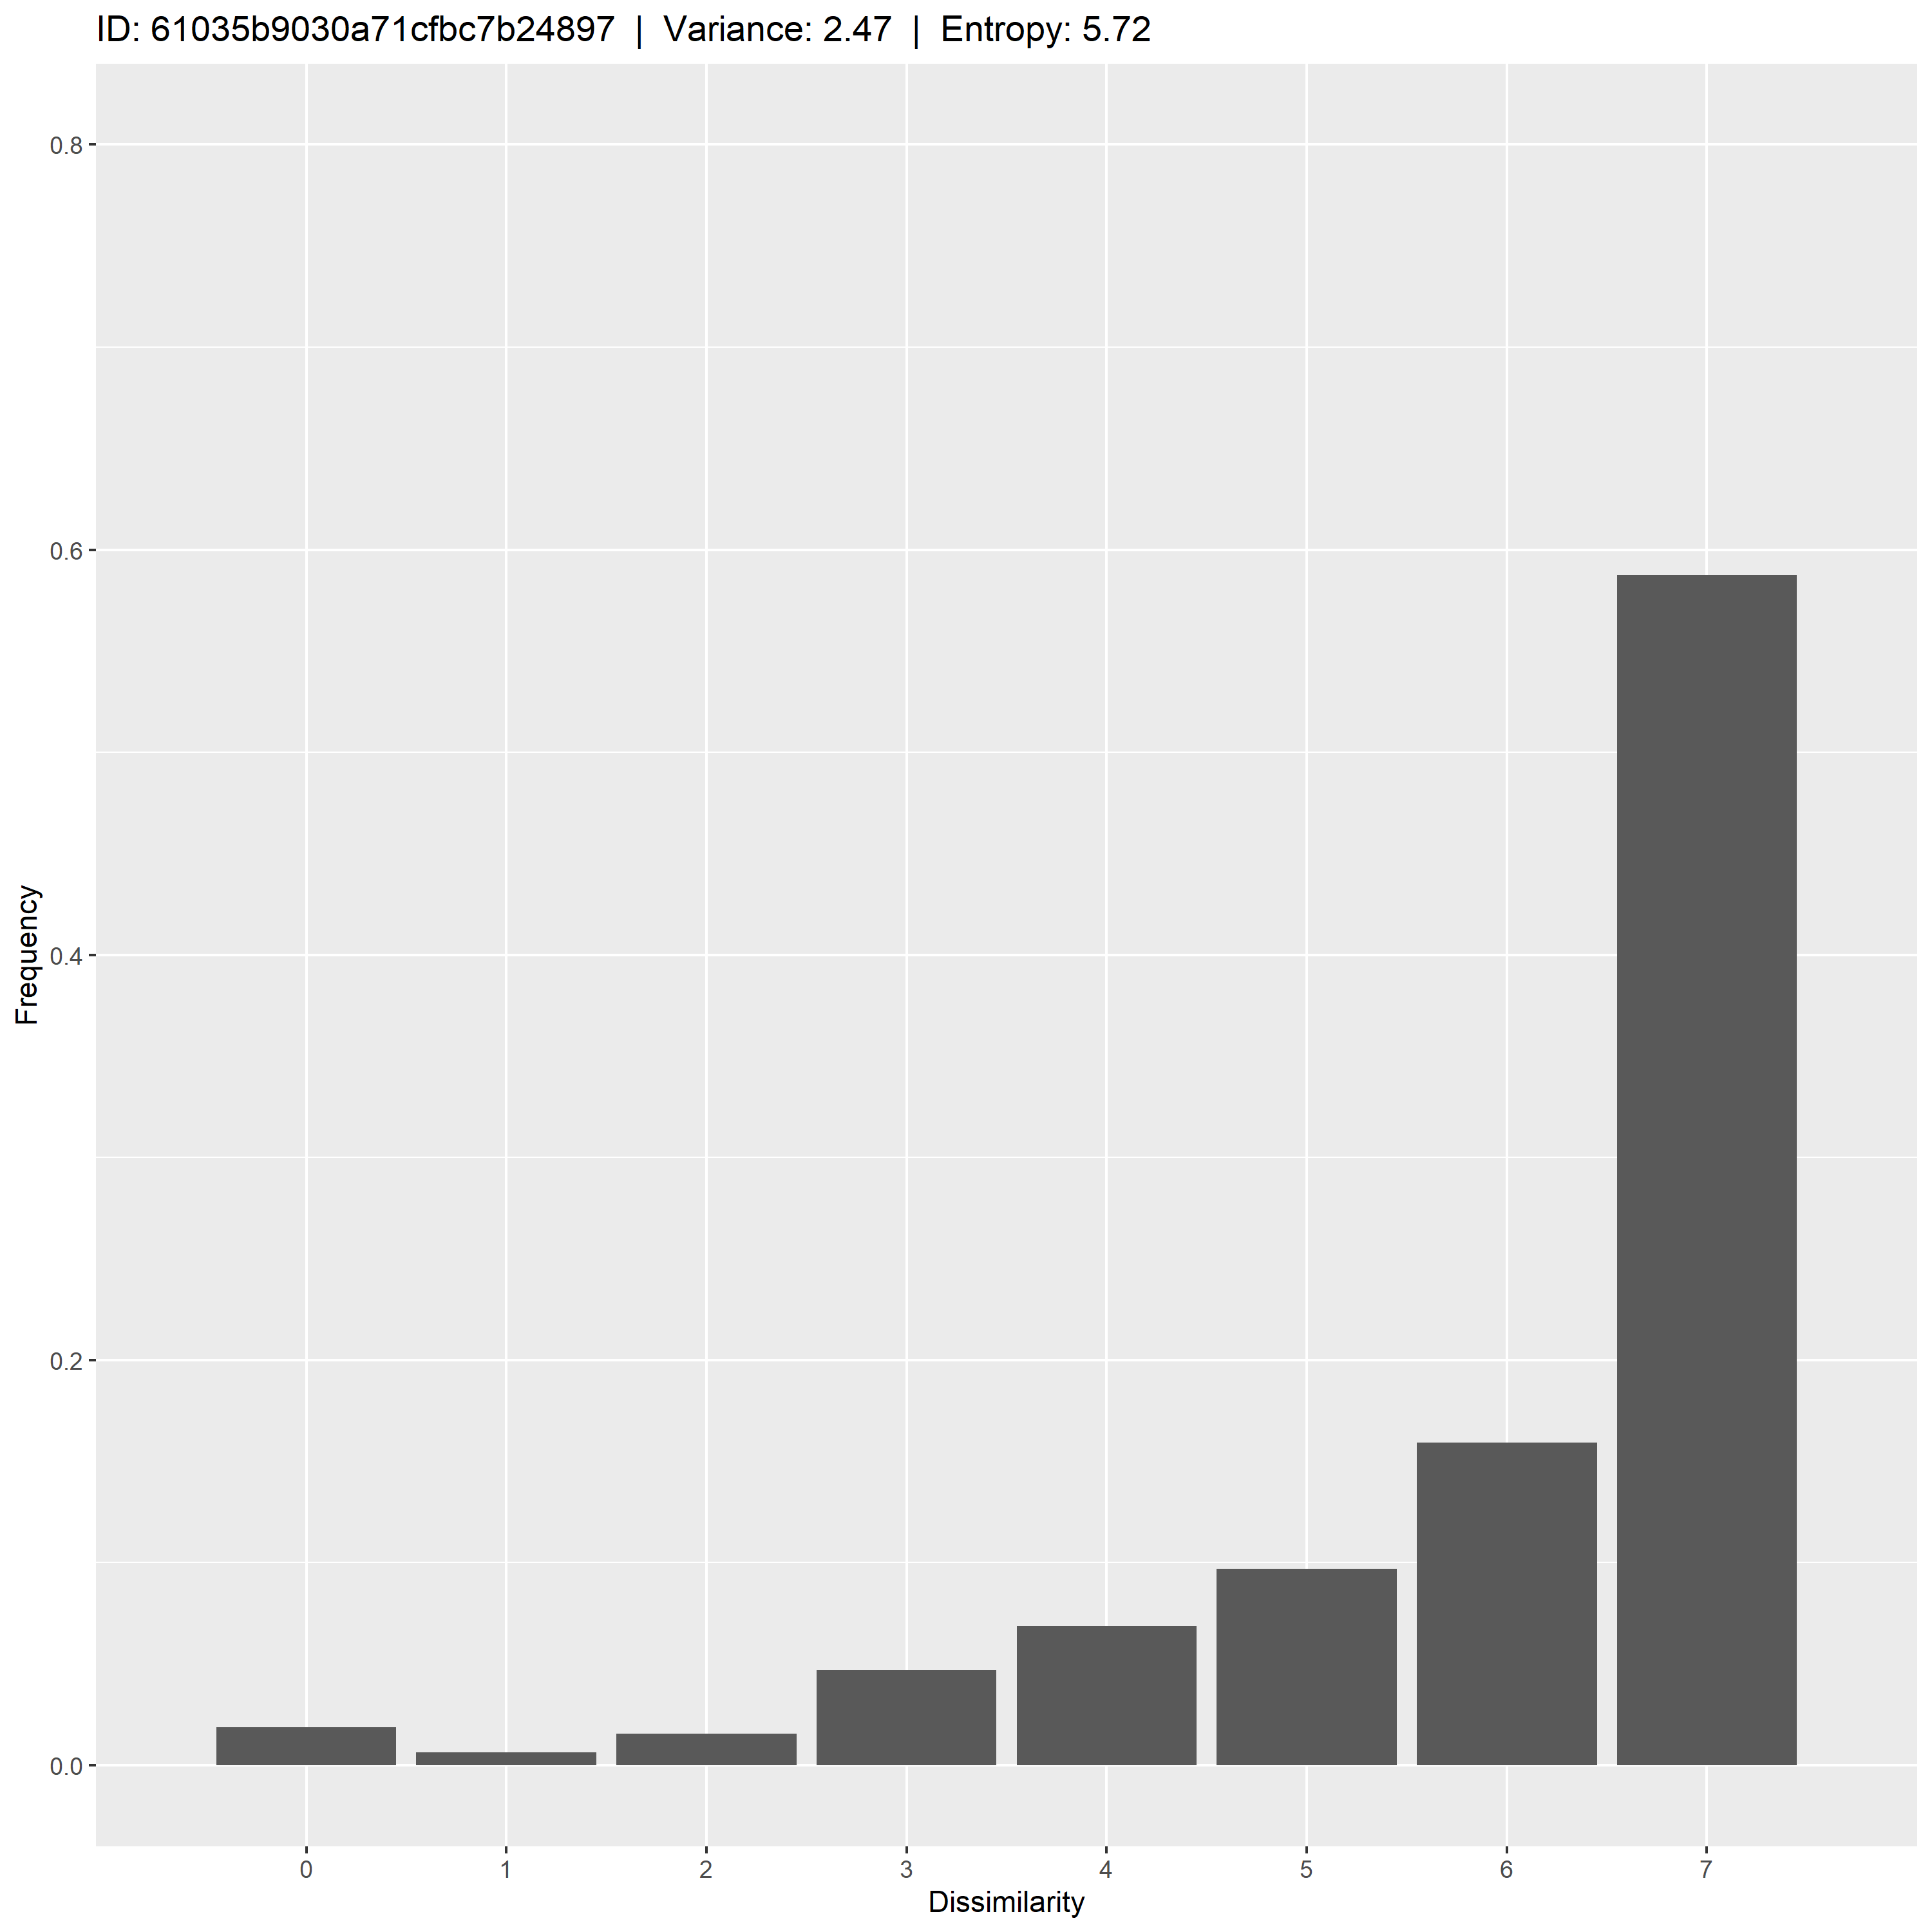 ID: 61035b9030a71cfbc7b24897 | Variance: 2.47 | Entropy: 5.72
0.8
0.6
0.4
0.2
0.0
Frequency
0 1 2 3 4 5 6 7
Dissimilarity